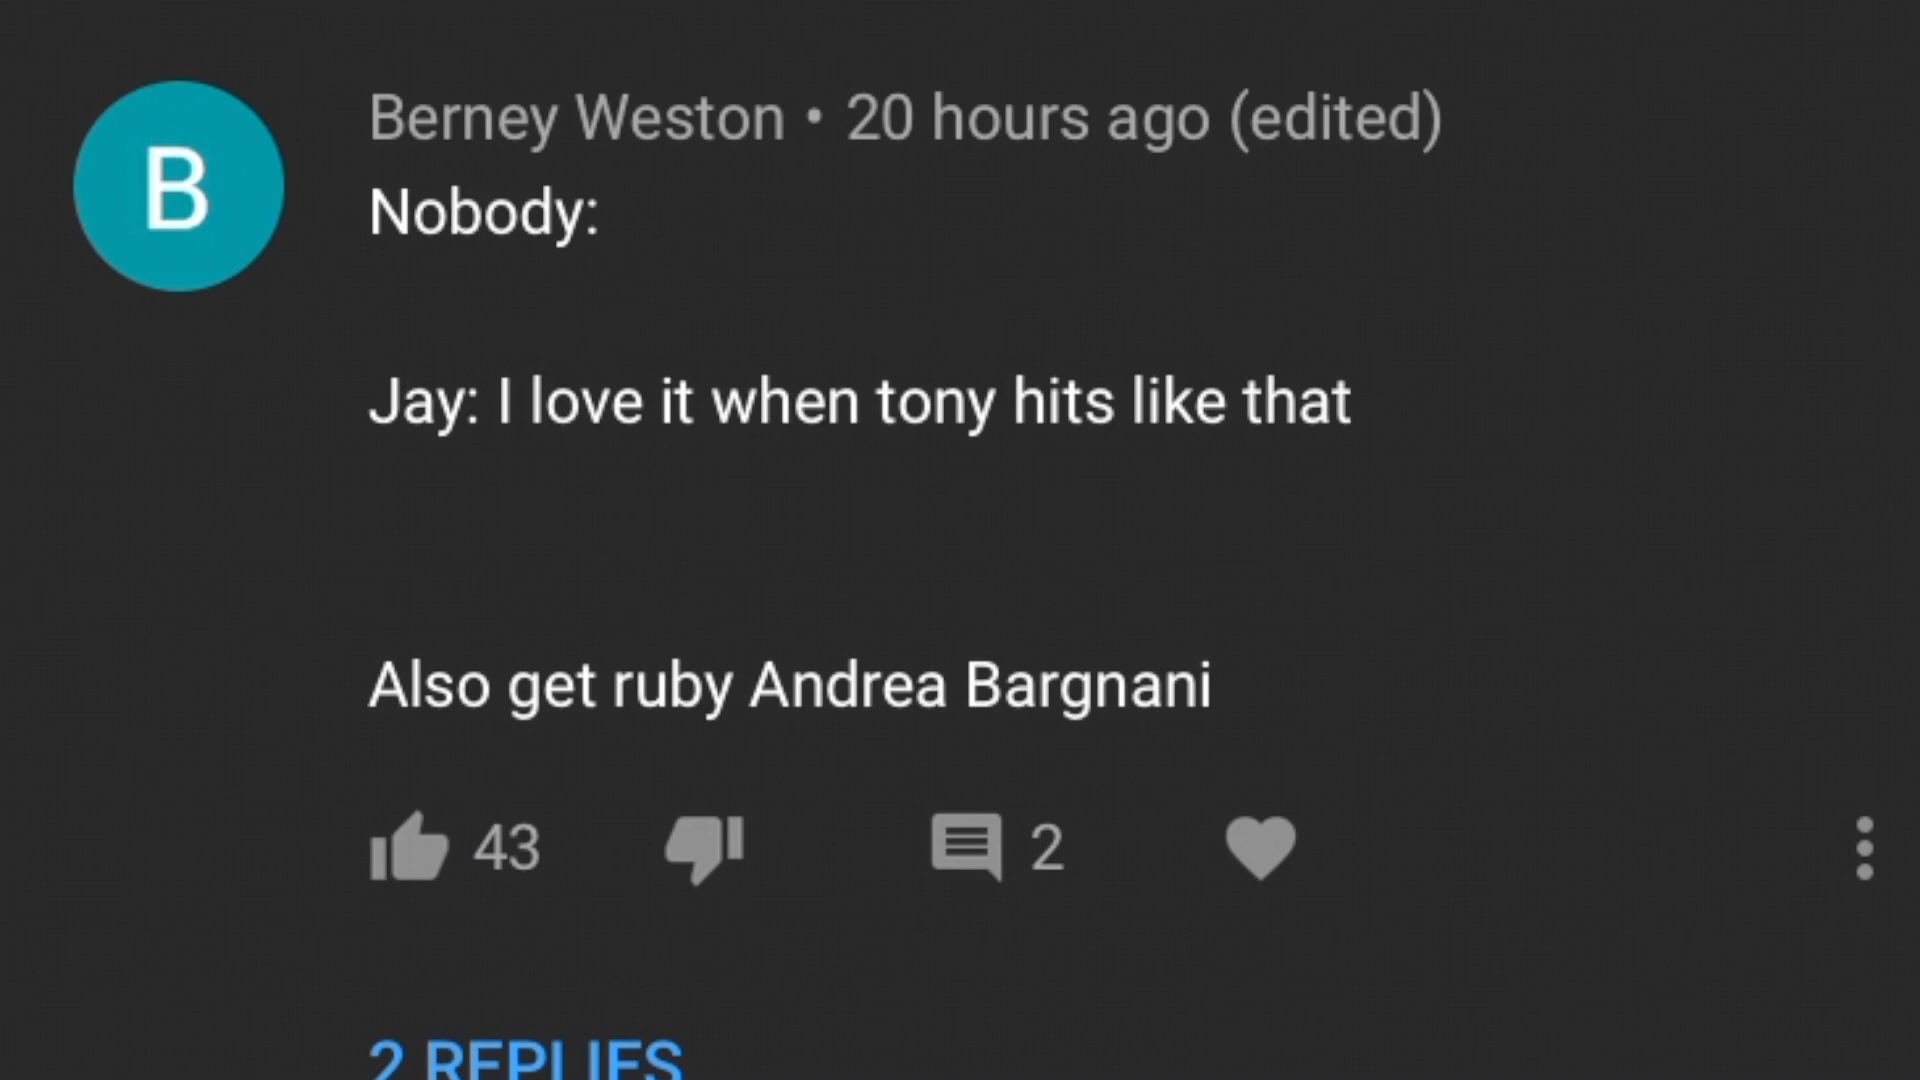 B
Berney Weston • 20 hours ago (edited)
Nobody:
Jay: I love it when tony hits like that
Also get ruby Andrea Bargnani
43
2
2 REPLIES